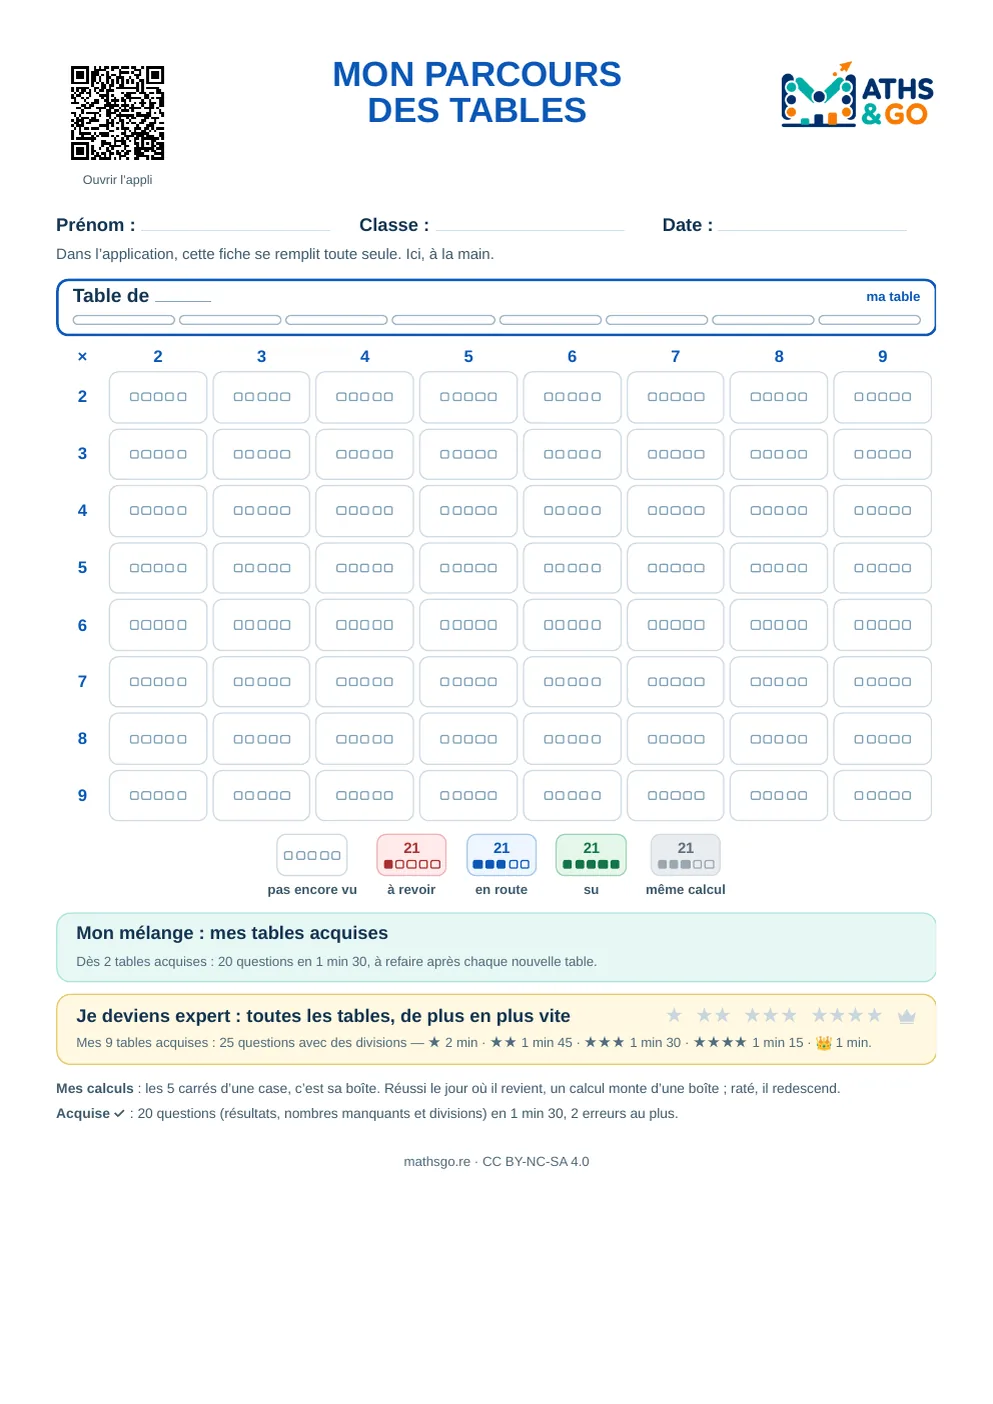 MON PARCOURS
DES TABLES
ATHS
&GO
Ouvrir l'appli
Prénom :
Classe :
Date :
Dans l'application, cette fiche se remplit toute seule. Ici, à la main.
Table de
ma table
× 2 3 4 5 6 7 8 9
2
3
4
5
6
7
8
9
21 21 21 21
pas encore vu à revoir en route su même calcul
Mon mélange : mes tables acquises
Dès 2 tables acquises : 20 questions en 1 min 30, à refaire après chaque nouvelle table.
Je deviens expert : toutes les tables, de plus en plus vite ★ ★★ ★★★ ★★★★
Mes 9 tables acquises : 25 questions avec des divisions — ★ 2 min · ★★ 1 min 45 · ★★★ 1 min 30 · ★★★★ 1 min 15 · 👑 1 min.
Mes calculs : les 5 carrés d'une case, c'est sa boîte. Réussi le jour où il revient, un calcul monte d'une boîte ; raté, il redescend.
Acquise ✓ : 20 questions (résultats, nombres manquants et divisions) en 1 min 30, 2 erreurs au plus.
mathsgo.re · CC BY-NC-SA 4.0